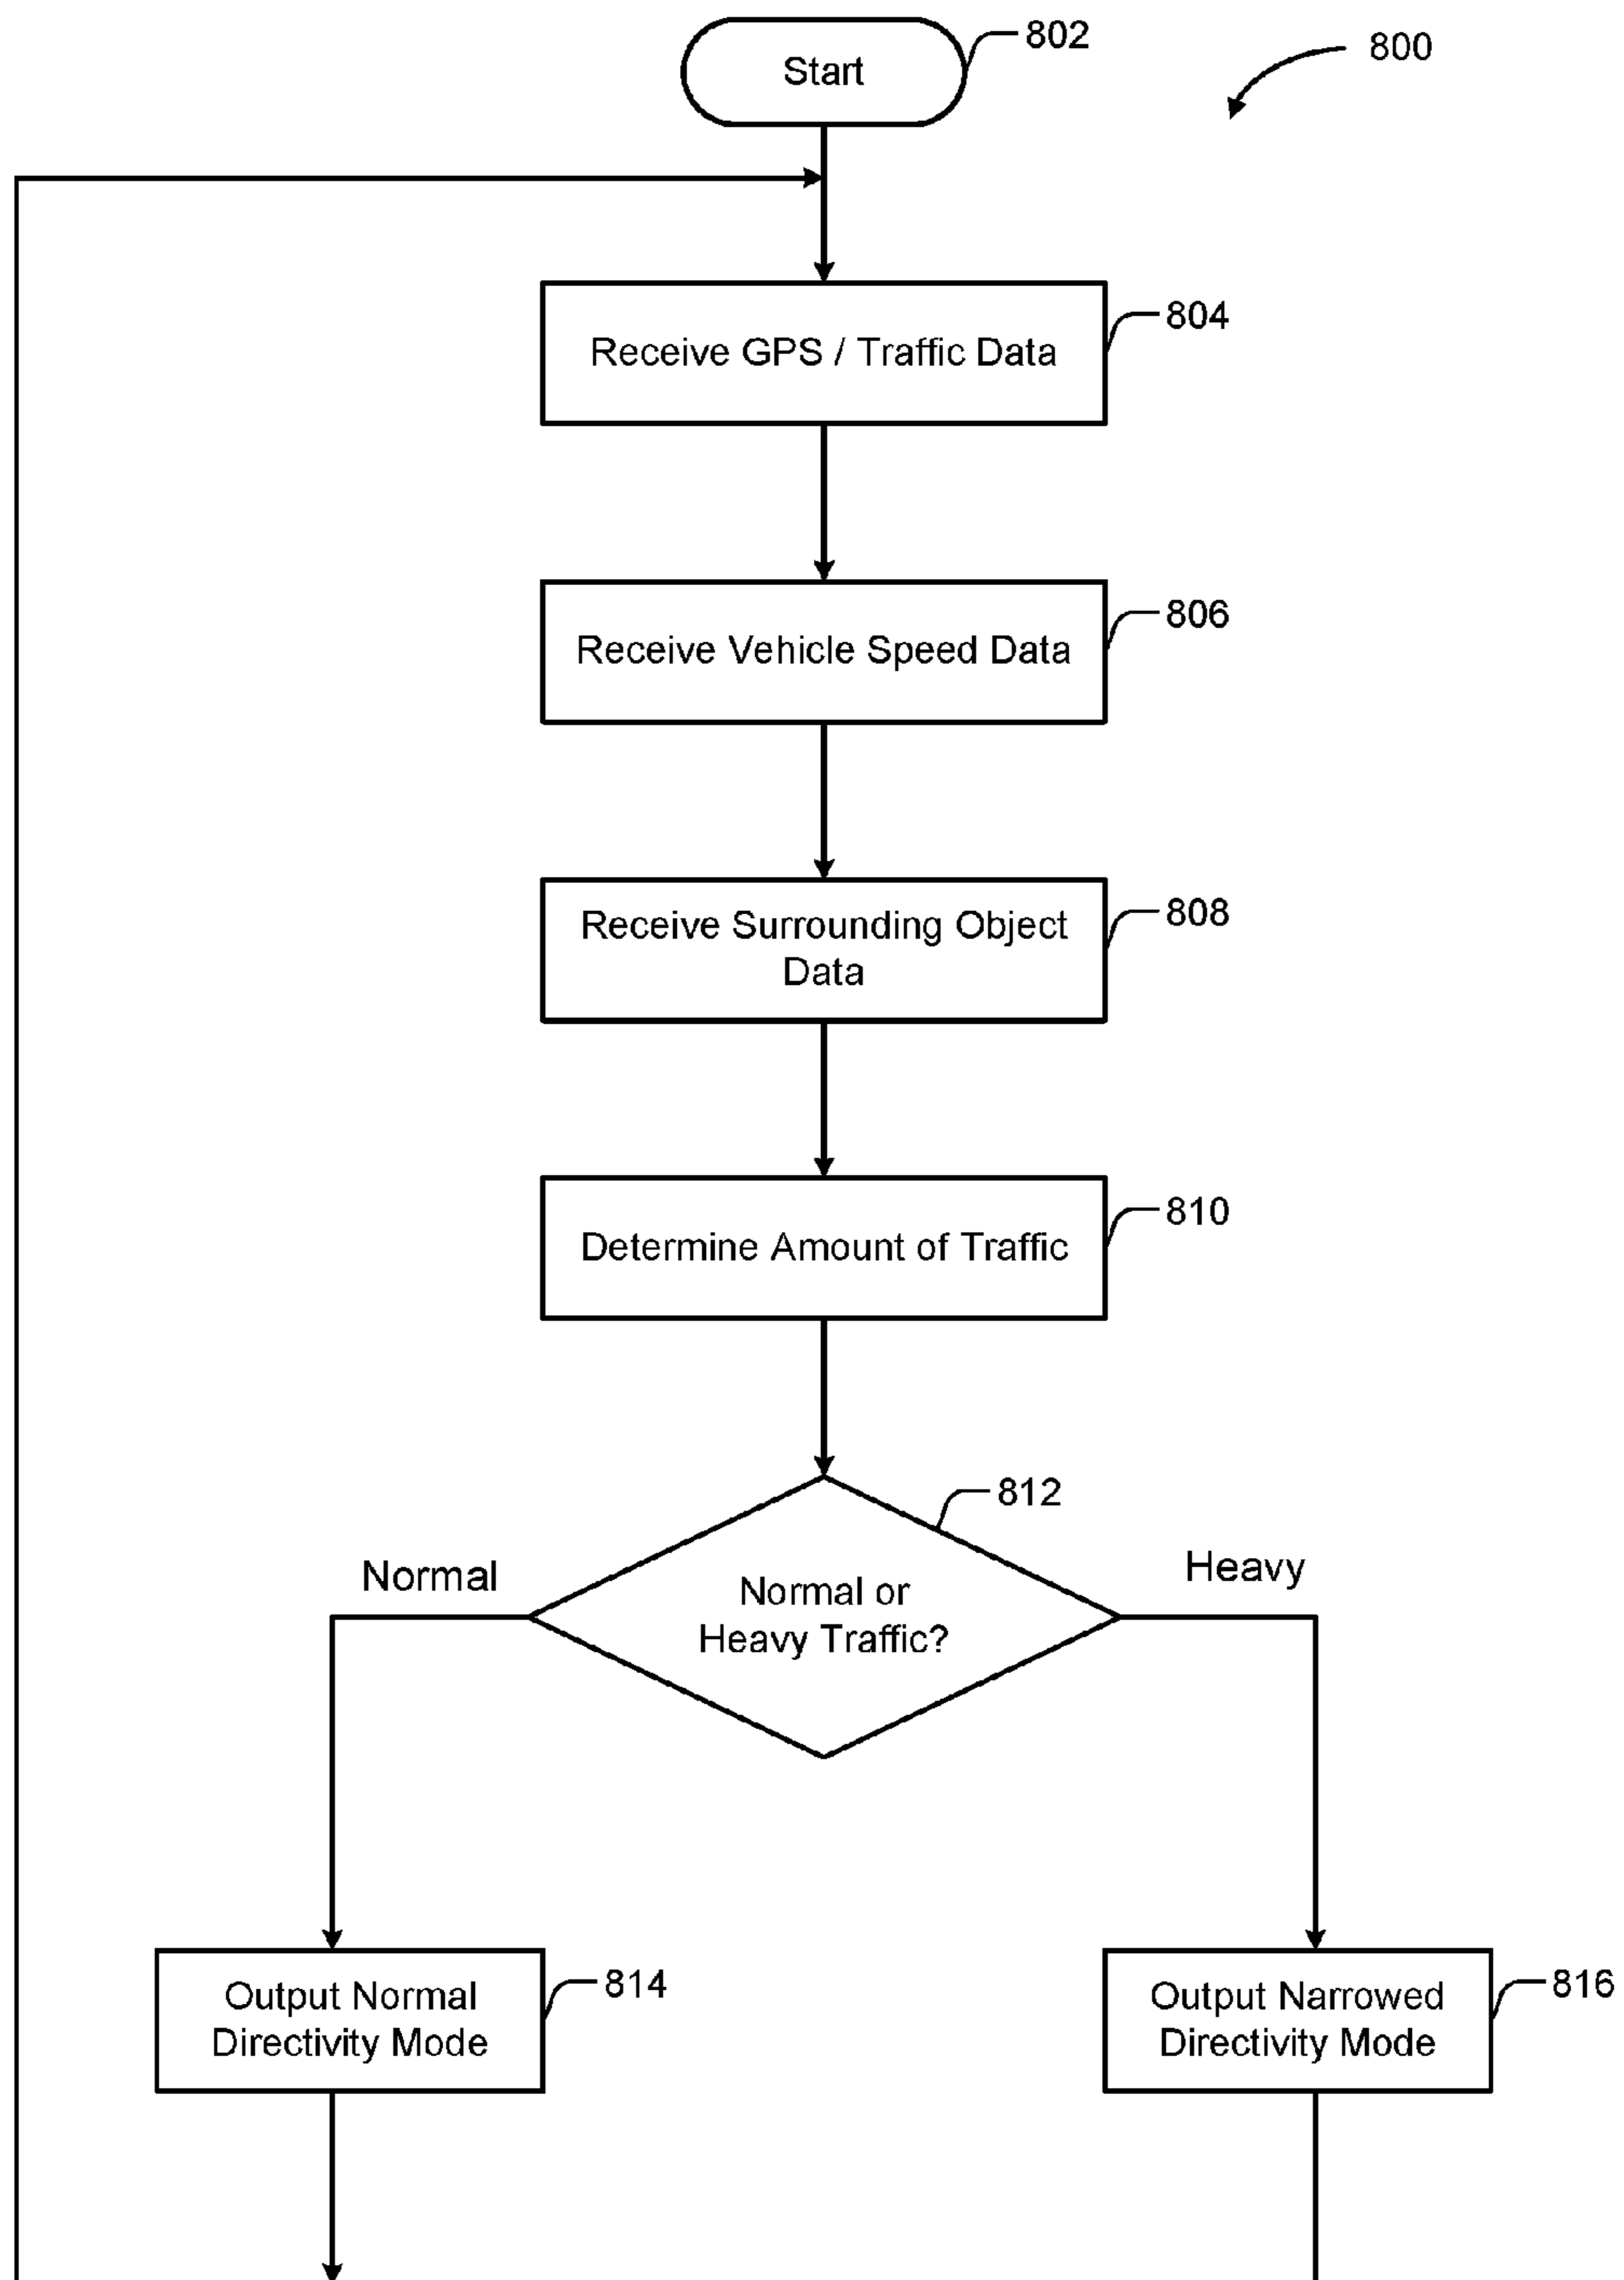 Start
802
800
Receive GPS / Traffic Data
804
Receive Vehicle Speed Data
806
Receive Surrounding Object
Data
808
Determine Amount of Traffic
810
812
Normal
Normal or
Heavy Traffic?
Heavy
Output Normal
Directivity Mode
814
Output Narrowed
Directivity Mode
816